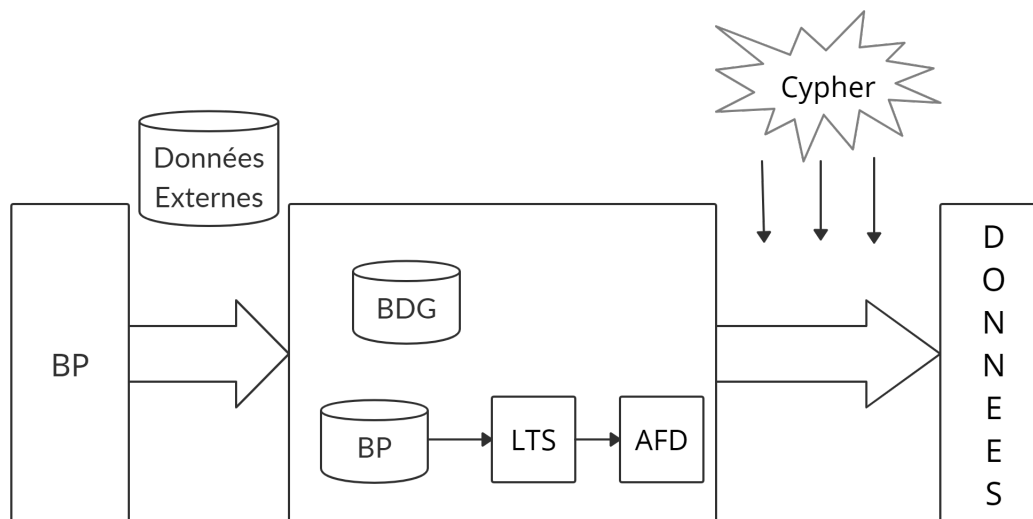 Cypher
Données
Externes
BP
BDG
BP
LTS
AFD
D
O
N
N
E
E
S